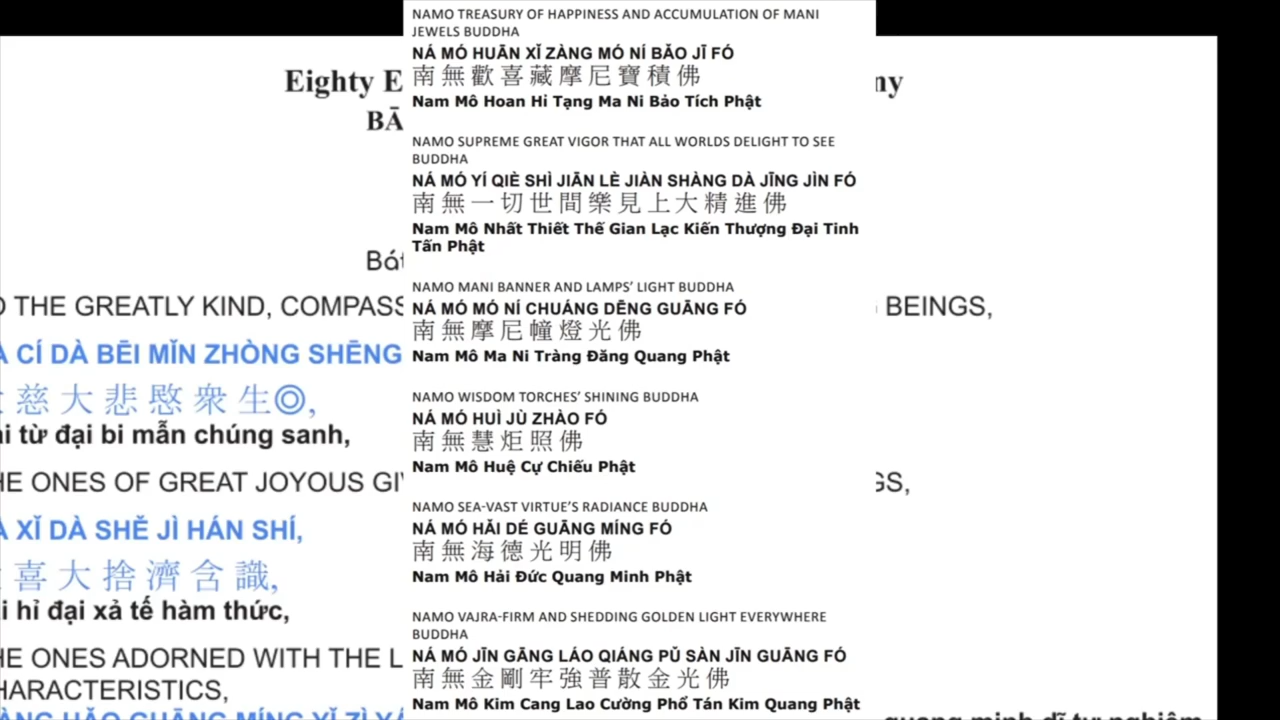 NAMO TREASURY OF HAPPINESS AND ACCUMULATION OF MANI
JEWELS BUDDHA
NÁ MÓ HUĀN XǏ ZÀNG MÓ NÍ BǍO JĪ FÓ
南無歡喜藏摩尼寶積佛
Nam Mô Hoan Hỉ Tạng Ma Ni Bảo Tích Phật
NAMO SUPREME GREAT VIGOR THAT ALL WORLDS DELIGHT TO SEE
BUDDHA
NÁ MÓ YÍ QIÈ SHÌ JIĀN LÈ JIÀN SHÀNG DÀ JĪNG JÌN FÓ
南無一切世間樂見上大精進佛
Nam Mô Nhất Thiết Thế Gian Lạc Kiến Thượng Đại Tinh
Tấn Phật
NAMO MANI BANNER AND LAMPS’ LIGHT BUDDHA
NÁ MÓ MÓ NÍ CHUÁNG DĒNG GUĀNG FÓ
南無摩尼幢燈光佛
Nam Mô Ma Ni Tràng Đăng Quang Phật
NAMO WISDOM TORCHES’ SHINING BUDDHA
NÁ MÓ HUÌ JÙ ZHÀO FÓ
南無慧炬照佛
Nam Mô Huệ Cự Chiếu Phật
NAMO SEA-VAST VIRTUE’S RADIANCE BUDDHA
NÁ MÓ HǍI DÉ GUĀNG MÍNG FÓ
南無海德光明佛
Nam Mô Hải Đức Quang Minh Phật
NAMO VAJRA-FIRM AND SHEDDING GOLDEN LIGHT EVERYWHERE
BUDDHA
NÁ MÓ JĪN GĀNG LÁO QIÁNG PǓ SÀN JĪN GUĀNG FÓ
南無金剛牢強普散金光佛
Nam Mô Kim Cang Lao Cường Phổ Tán Kim Quang Phật
Eighty
THE GREATLY KIND, BEINGS,
CÍ DÀ BĒI MǏN ZHÒNG SHĒNG
慈大悲愍衆生◎,
từ đại bi mẫn chúng sanh,
ONES OF GREAT JOYOUS
XǏ DÀ SHĚ JÌ HÁN SHÍ,
喜大捨濟含識,
hỉ đại xả tế hàm thức,
ONES ADORNED WITH THE